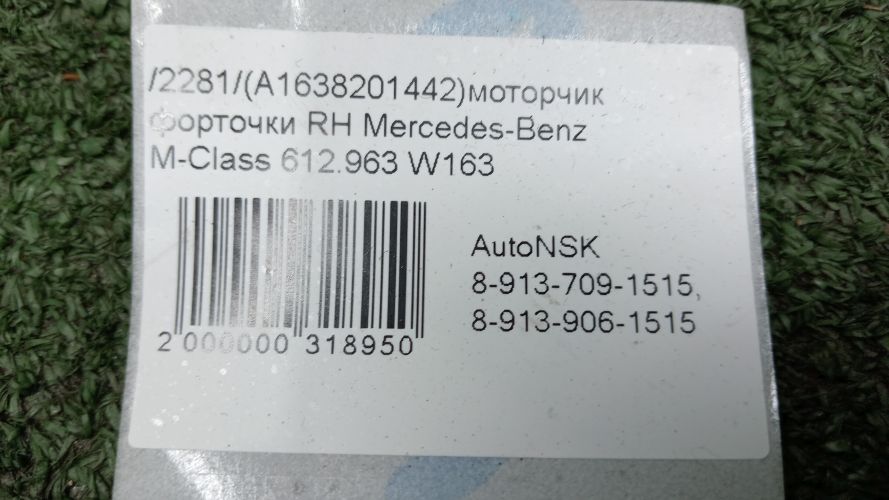 /2281/(A1638201442)моторчик
форточки RH Mercedes-Benz
M-Class 612.963 W163
AutoNSK
8-913-709-1515,
8-913-906-1515
2 000000 318950